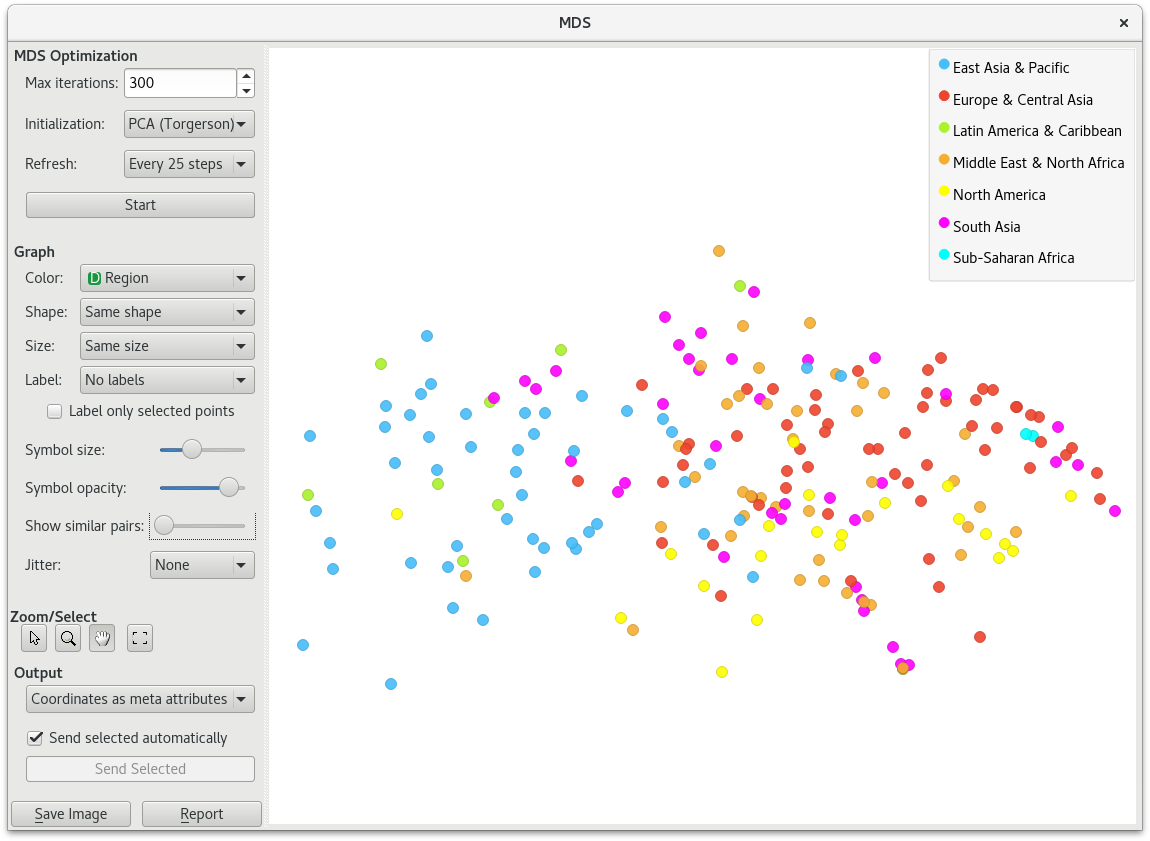 MDS
MDS Optimization
Max iterations: 300
Initialization: PCA (Torgerson)
Refresh: Every 25 steps
Start
Graph
Color: D Region
Shape: Same shape
Size: Same size
Label: No labels
Label only selected points
Symbol size:
Symbol opacity:
Show similar pairs:
Jitter: None
Zoom/Select
Output
Coordinates as meta attributes
Send selected automatically
Send Selected
Save Image Report
East Asia & Pacific
Europe & Central Asia
Latin America & Caribbean
Middle East & North Africa
North America
South Asia
Sub-Saharan Africa